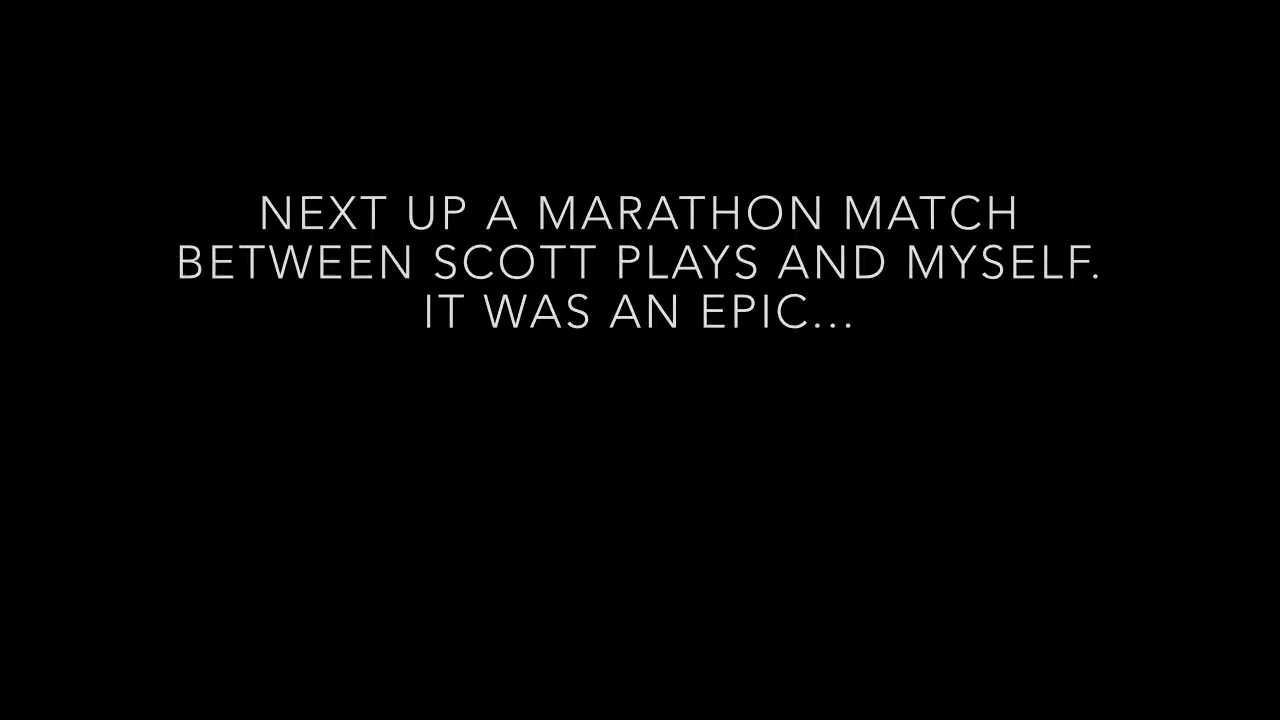 NEXT UP A MARATHON MATCH
BETWEEN SCOTT PLAYS AND MYSELF.
IT WAS AN EPIC...